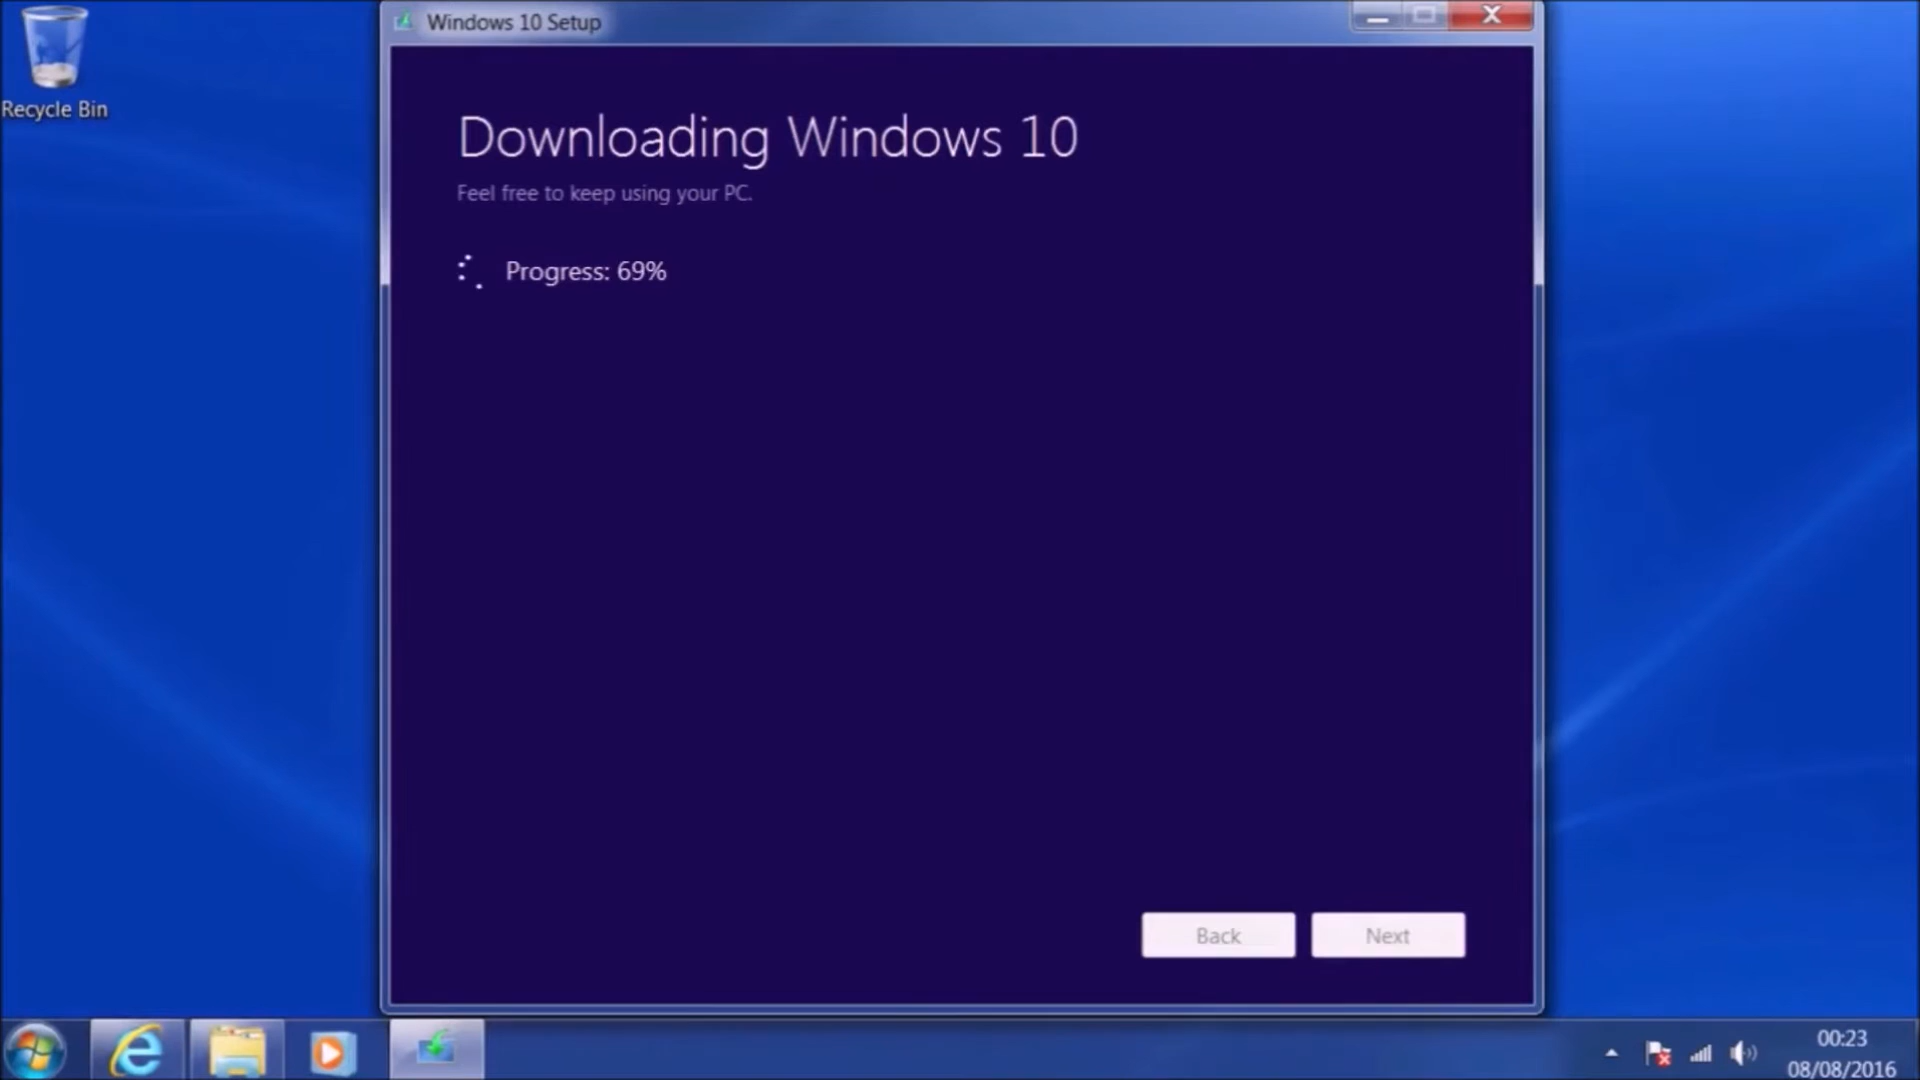 Recycle Bin
Windows 10 Setup
Downloading Windows 10
Feel free to keep using your PC.
Progress: 69%
Back
Next
00:23
08/08/2016